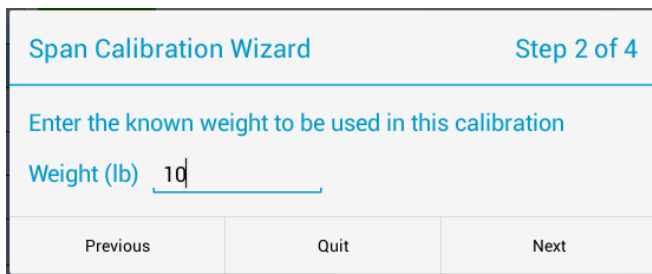 Span Calibration Wizard Step 2 of 4
Enter the known weight to be used in this calibration
Weight (lb) 10
Previous Quit Next